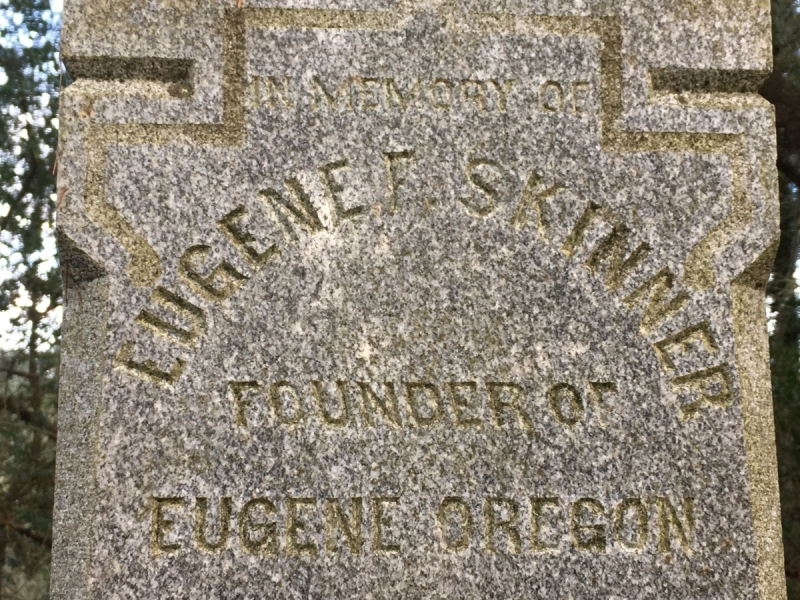 IN MEMORY OF
EUGENE F. SKINNER
FOUNDER OF
EUGENE OREGON